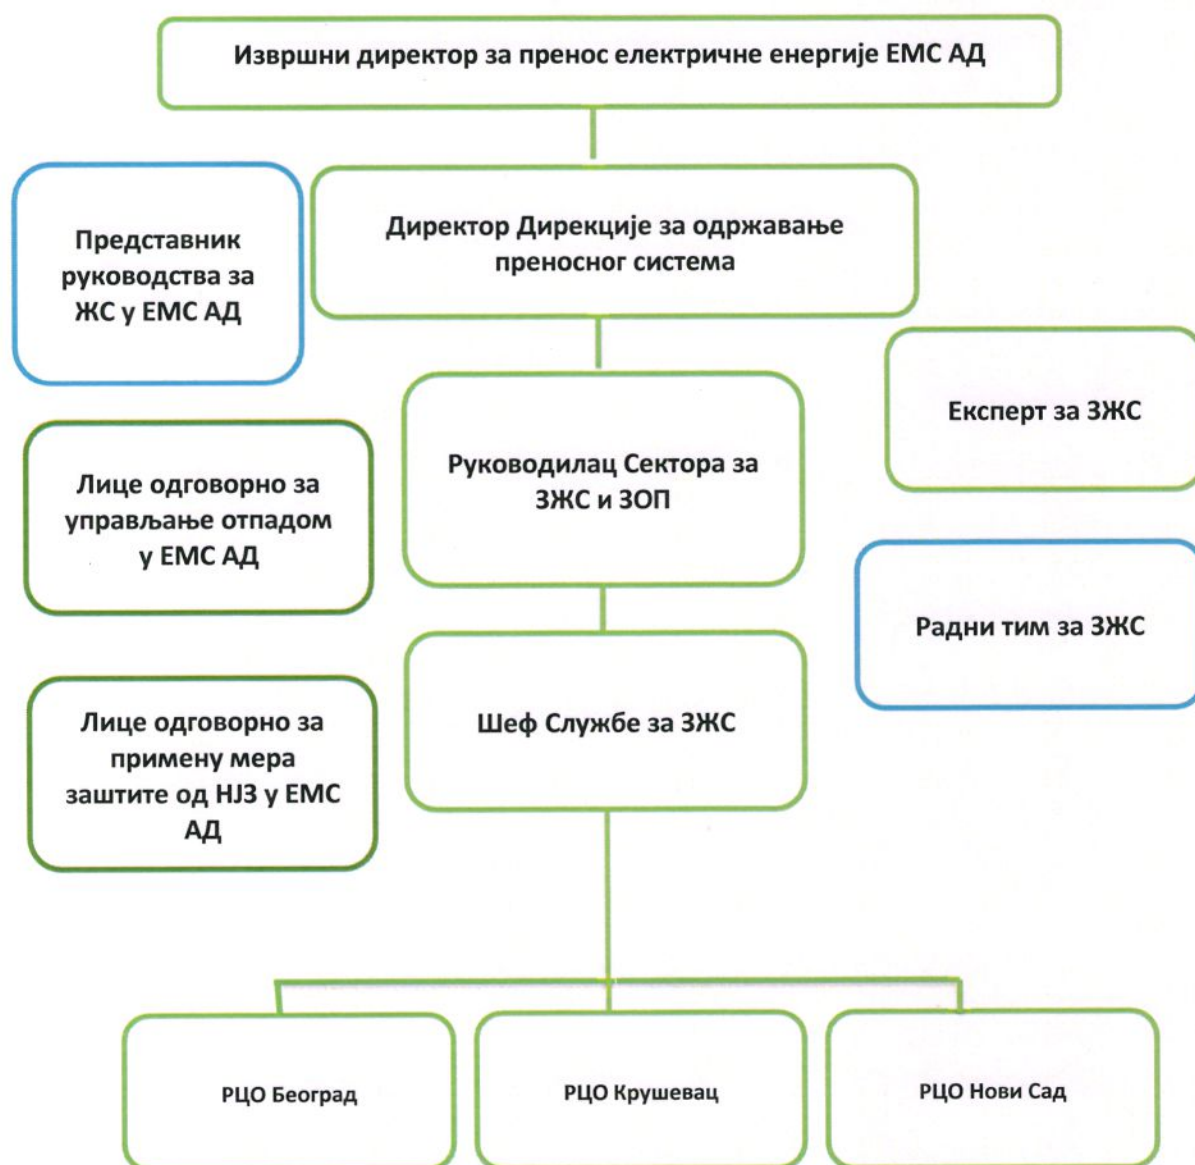 Извршни директор за пренос електричне енергије ЕМС АД
Представник
руководства за
ЖС у ЕМС АД
Директор Дирекције за одржавање
преносног система
Експерт за ЗЖС
Лице одговорно за
управљање отпадом
у ЕМС АД
Руководилац Сектора за
ЗЖС и ЗОП
Радни тим за ЗЖС
Лице одговорно за
примену мера
заштите од НЈЗ у ЕМС
АД
Шеф Службе за ЗЖС
РЦО Београд
РЦО Крушевац
РЦО Нови Сад